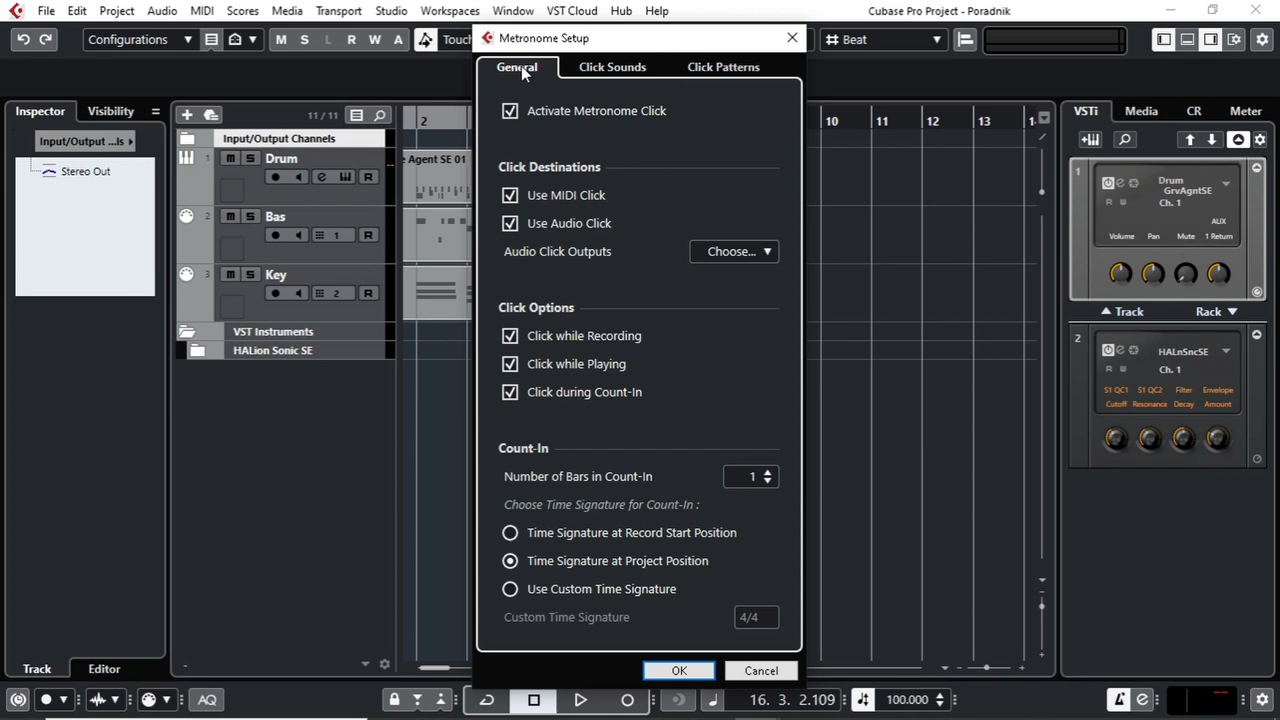 File Edit Project Audio MIDI Scores Media Transport Studio Workspaces Window VST Cloud Hub Help Cubase Pro Project - Poradnik
Configurations M S L R W A Touch Beat
Metronome Setup
General Click Sounds Click Patterns
Activate Metronome Click
Click Destinations
Use MIDI Click
Use Audio Click
Audio Click Outputs Choose...
Click Options
Click while Recording
Click while Playing
Click during Count-In
Count-In
Number of Bars in Count-In 1
Choose Time Signature for Count-In :
Time Signature at Record Start Position
Time Signature at Project Position
Use Custom Time Signature
Custom Time Signature 4/4
OK Cancel
Inspector Visibility
Input/Output ...ls
Stereo Out
Track Editor
11 / 11
Input/Output Channels
1 m S Drum
e R
2 m S Bas
1 R
3 m S Key
2 R
VST Instruments
HALion Sonic SE
2 10 11 12 13 1
Agent SE 01
VSTi Media CR Meter
1 Drum
GrvAgntSE
R Ch. 1
AUX
Volume Pan Mute 1 Return
Track Rack
2 HALnSncSE
R Ch. 1
S1 QC1 S1 QC2 Filter Envelope
Cutoff Resonance Decay Amount
AQ 16. 3. 2.109 100.000